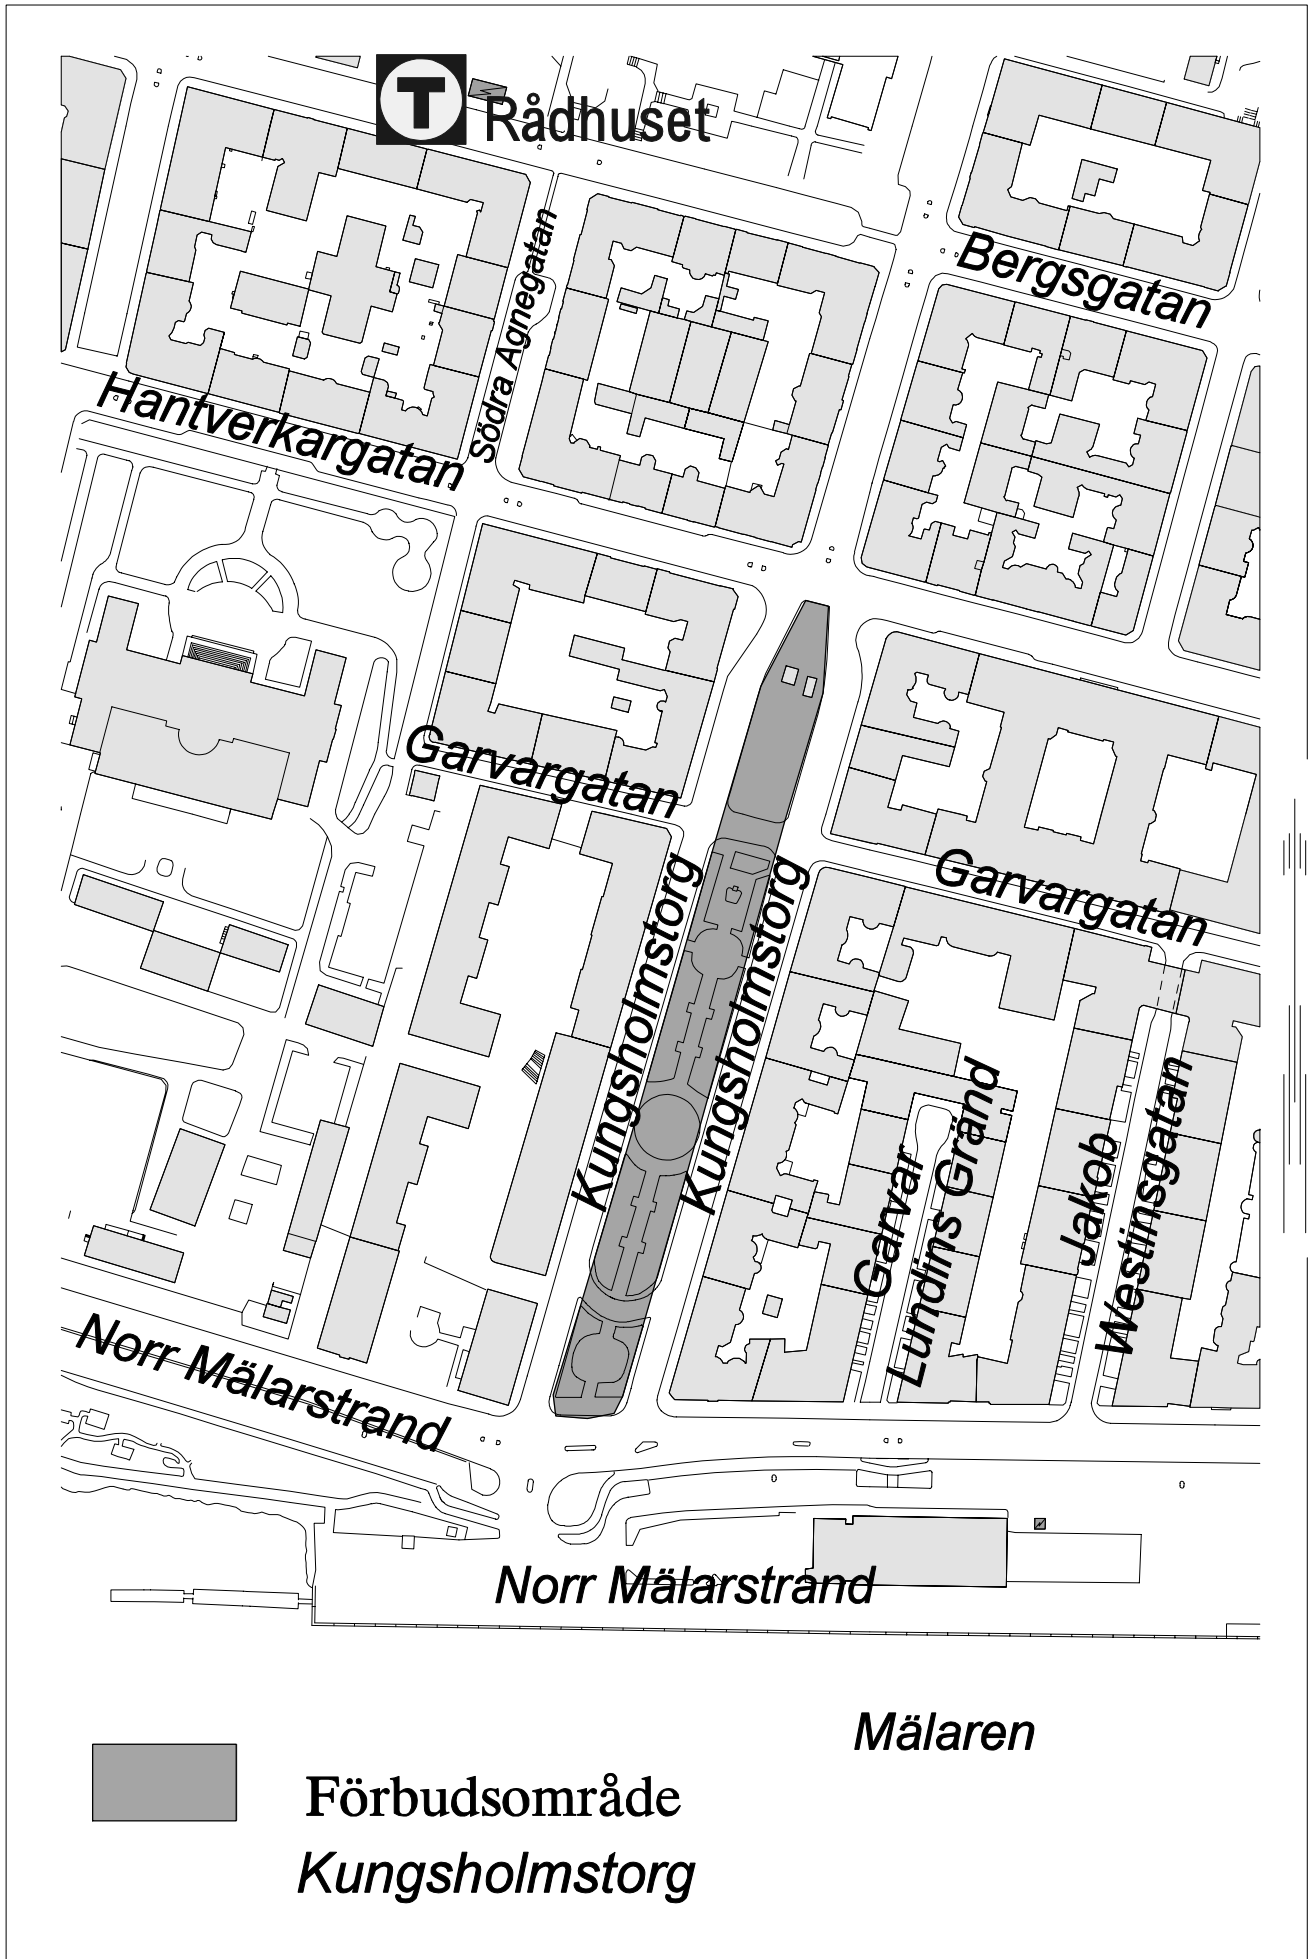 T Rådhuset
Bergsgatan
Södra Agnegatan
Hantverkargatan
Garvargatan
Garvargatan
Kungsholmstorg
Kungsholmstorg
Garvar
Lundins Gränd
Jakob
Westinsgatan
Norr Mälarstrand
Norr Mälarstrand
Mälaren
Förbudsområde
Kungsholmstorg